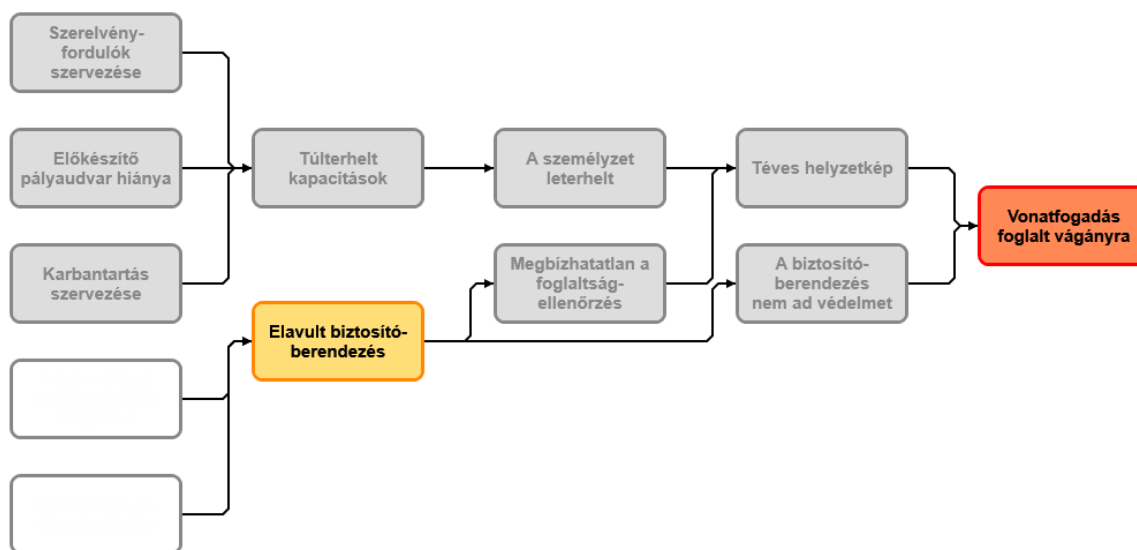 Szerelvény-
fordulók
szervezése
Előkészítő
pályaudvar hiánya
Túlterhelt
kapacitások
A személyzet
leterhelt
Téves helyzetkép
Vonatfogadás
foglalt vágányra
Karbantartás
szervezése
Megbízhatatlan a
foglaltság-
ellenőrzés
A biztosító-
berendezés
nem ad védelmet
Elavult biztosító-
berendezés